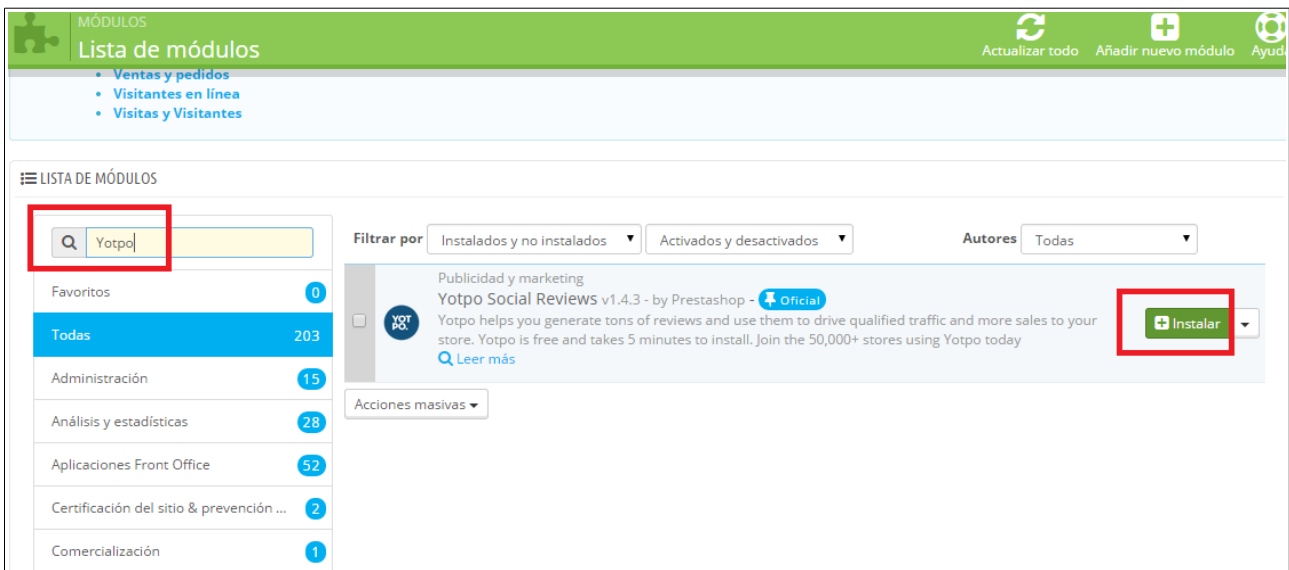 MÓDULOS
Lista de módulos
Actualizar todo
Añadir nuevo módulo
Ayuda
Ventas y pedidos
Visitantes en línea
Visitas y Visitantes
LISTA DE MÓDULOS
Yotpo
Filtrar por
Instalados y no instalados
Activados y desactivados
Autores
Todas
Favoritos 0
Todas 203
Administración 15
Análisis y estadísticas 28
Aplicaciones Front Office 52
Certificación del sitio & prevención ... 2
Comercialización 1
Publicidad y marketing
YOTPO.
Yotpo Social Reviews v1.4.3 - by Prestashop - Oficial
Yotpo helps you generate tons of reviews and use them to drive qualified traffic and more sales to your
store. Yotpo is free and takes 5 minutes to install. Join the 50,000+ stores using Yotpo today
Leer más
Instalar
Acciones masivas